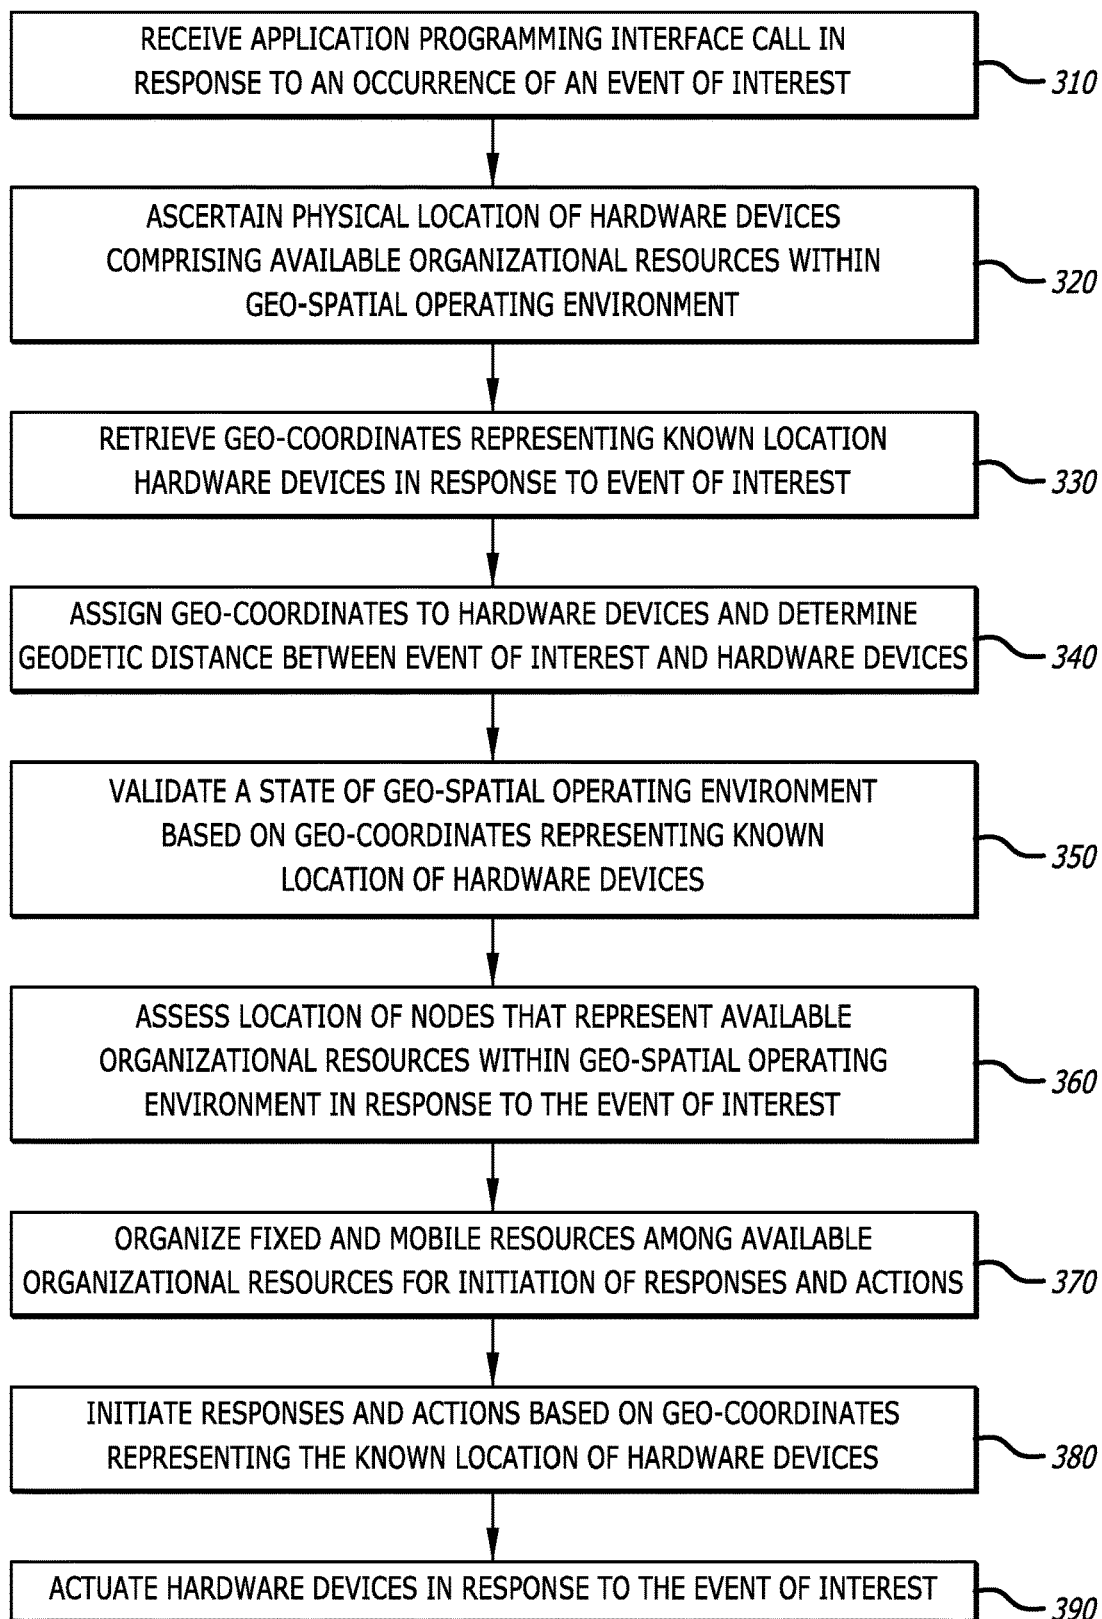 RECEIVE APPLICATION PROGRAMMING INTERFACE CALL IN
RESPONSE TO AN OCCURRENCE OF AN EVENT OF INTEREST
310
ASCERTAIN PHYSICAL LOCATION OF HARDWARE DEVICES
COMPRISING AVAILABLE ORGANIZATIONAL RESOURCES WITHIN
GEO-SPATIAL OPERATING ENVIRONMENT
320
RETRIEVE GEO-COORDINATES REPRESENTING KNOWN LOCATION
HARDWARE DEVICES IN RESPONSE TO EVENT OF INTEREST
330
ASSIGN GEO-COORDINATES TO HARDWARE DEVICES AND DETERMINE
GEODETIC DISTANCE BETWEEN EVENT OF INTEREST AND HARDWARE DEVICES
340
VALIDATE A STATE OF GEO-SPATIAL OPERATING ENVIRONMENT
BASED ON GEO-COORDINATES REPRESENTING KNOWN
LOCATION OF HARDWARE DEVICES
350
ASSESS LOCATION OF NODES THAT REPRESENT AVAILABLE
ORGANIZATIONAL RESOURCES WITHIN GEO-SPATIAL OPERATING
ENVIRONMENT IN RESPONSE TO THE EVENT OF INTEREST
360
ORGANIZE FIXED AND MOBILE RESOURCES AMONG AVAILABLE
ORGANIZATIONAL RESOURCES FOR INITIATION OF RESPONSES AND ACTIONS
370
INITIATE RESPONSES AND ACTIONS BASED ON GEO-COORDINATES
REPRESENTING THE KNOWN LOCATION OF HARDWARE DEVICES
380
ACTUATE HARDWARE DEVICES IN RESPONSE TO THE EVENT OF INTEREST
390